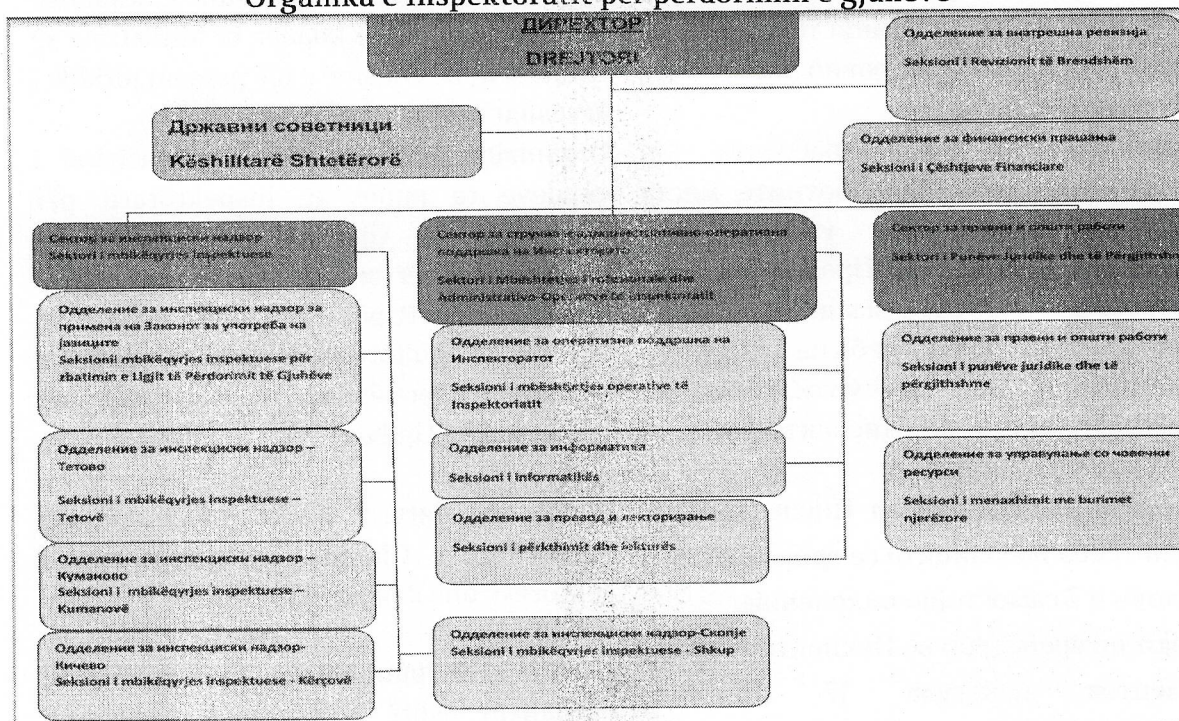 Organika e Inspektoratit për përdorimin e gjuhëve
ДИРЕКТОР
DREJTORI
Одделение за внатрешна ревизија
Seksioni i Revizionit të Brendshëm
Државни советници
Këshilltarë Shtetërorë
Одделение за финансиски прашања
Seksioni i Çështjeve Financiare
Сектор за инспекциски надзор
Sektori i mbikëqyrjes inspektuese
Сектор за стручна и административно-оперативна
поддршка на Инспекторатот
Sektori i Mbështetjes Profesionale dhe
Administrative-Operative të Inspektoratit
Сектор за правни и општи работи
Sektori i Punëve Juridike dhe të Përgjithshme
Одделение за инспекциски надзор за
примена на Законот за употреба на
јазиците
Seksionii mbikëqyrjes inspektuese për
zbatimin e Ligjit të Përdorimit të Gjuhëve
Одделение за инспекциски надзор –
Тетово
Seksioni i mbikëqyrjes inspektuese –
Tetovë
Одделение за инспекциски надзор –
Куманово
Seksioni i mbikëqyrjes inspektuese –
Kumanovë
Одделение за инспекциски надзор-
Кичево
Seksioni i mbikëqyrjes inspektuese - Kërçovë
Одделение за оперативна поддршка на
Инспекторатот
Seksioni i mbështetjes operative të
Inspektoriatit
Одделение за информатика
Seksioni i informatikës
Одделение за превод и лекторирање
Seksioni i përkthimit dhe lekturës
Одделение за инспекциски надзор-Скопје
Seksioni i mbikëqyrjes inspektuese - Shkup
Одделение за правни и општи работи
Seksioni i punëve juridike dhe të
përgjithshme
Одделение за управување со човечки
ресурси
Seksioni i menaxhimit me burimet
njerëzore